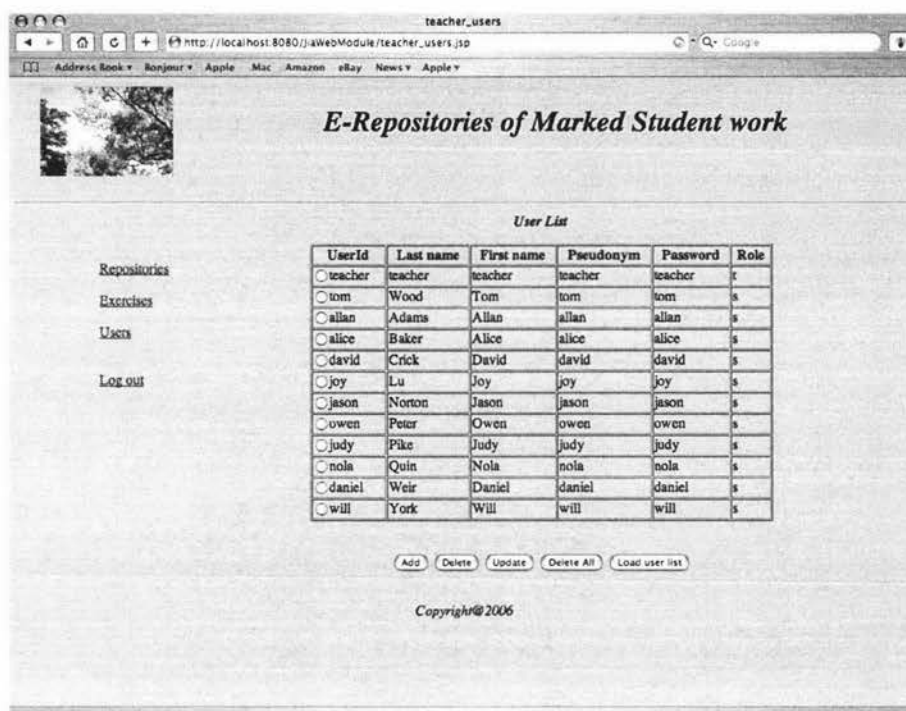 teacher_users
http://localhost:8080/JiaWebModule/teacher_users.jsp
Google
Address Book Bonjour Apple Mac Amazon eBay News Apple
E-Repositories of Marked Student work
User List
Repositories
Exercises
Users
Log out
UserId Last name First name Pseudonym Password Role
teacher teacher teacher teacher teacher t
tom Wood Tom tom tom s
allan Adams Allan allan allan s
alice Baker Alice alice alice s
david Crick David david david s
joy Lu Joy joy joy s
jason Norton Jason jason jason s
owen Peter Owen owen owen s
judy Pike Judy judy judy s
nola Quin Nola nola nola s
daniel Weir Daniel daniel daniel s
will York Will will will s
Add Delete Update Delete All Load user list
Copyright@2006